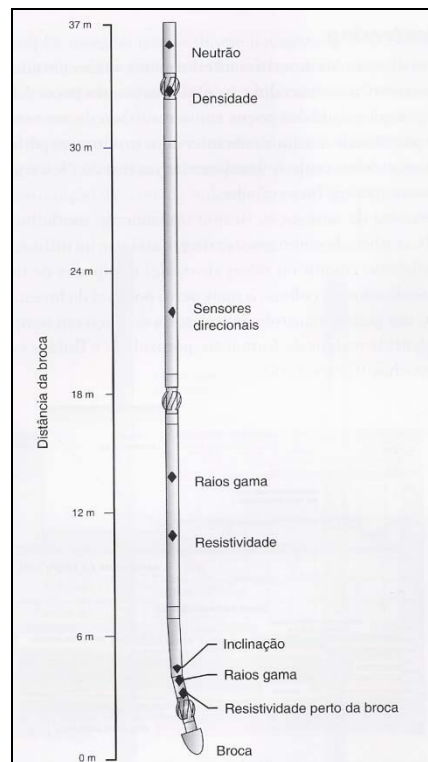 37 m
Neutrão
Densidade
30 m
24 m
Sensores
direcionais
Distância da broca
18 m
Raios gama
12 m
Resistividade
6 m
Inclinação
Raios gama
Resistividade perto da broca
Broca
0 m